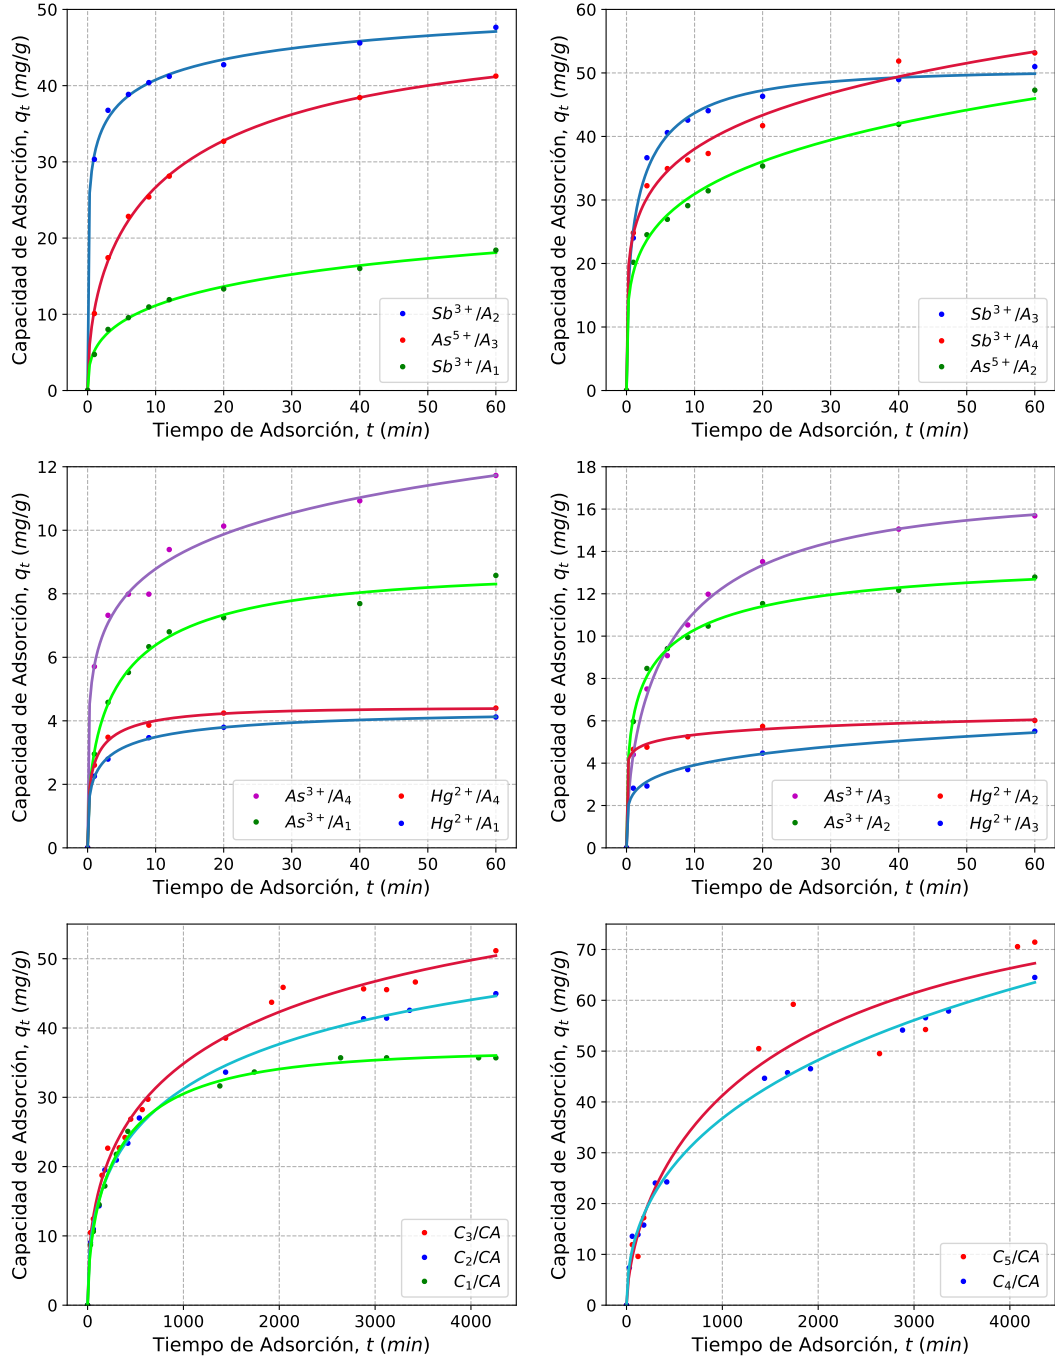 Capacidad de Adsorción, qₜ (mg/g)
50
40
30
20
10
0
Sb³⁺/A₂
As⁵⁺/A₃
Sb³⁺/A₁
0 10 20 30 40 50 60
Tiempo de Adsorción, t (min)
Capacidad de Adsorción, qₜ (mg/g)
60
50
40
30
20
10
0
Sb³⁺/A₃
Sb³⁺/A₄
As⁵⁺/A₂
0 10 20 30 40 50 60
Tiempo de Adsorción, t (min)
Capacidad de Adsorción, qₜ (mg/g)
12
10
8
6
4
2
0
As³⁺/A₄ Hg²⁺/A₄
As³⁺/A₁ Hg²⁺/A₁
0 10 20 30 40 50 60
Tiempo de Adsorción, t (min)
Capacidad de Adsorción, qₜ (mg/g)
18
16
14
12
10
8
6
4
2
0
As³⁺/A₃ Hg²⁺/A₂
As³⁺/A₂ Hg²⁺/A₃
0 10 20 30 40 50 60
Tiempo de Adsorción, t (min)
Capacidad de Adsorción, qₜ (mg/g)
50
40
30
20
10
0
C₃/CA
C₂/CA
C₁/CA
0 1000 2000 3000 4000
Tiempo de Adsorción, t (min)
Capacidad de Adsorción, qₜ (mg/g)
70
60
50
40
30
20
10
0
C₅/CA
C₄/CA
0 1000 2000 3000 4000
Tiempo de Adsorción, t (min)